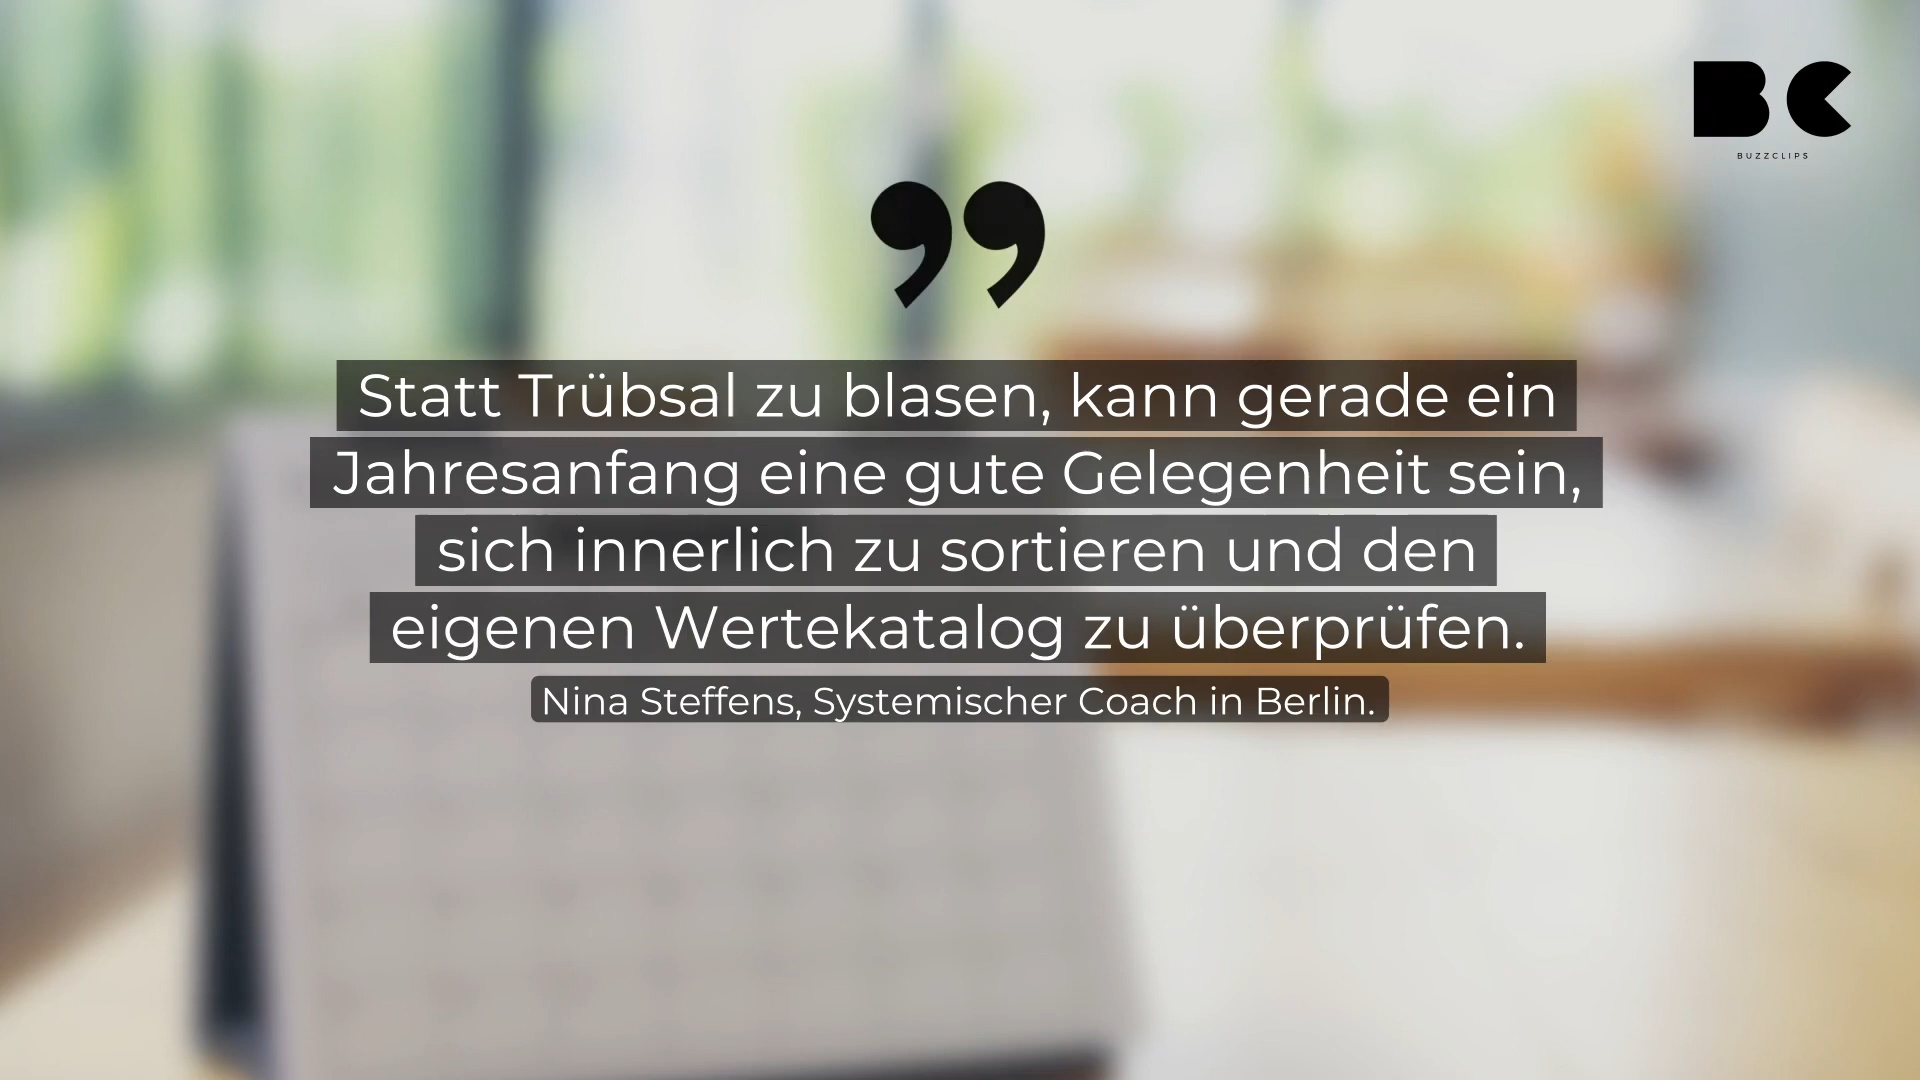 BC
BUZZCLIPS
”
Statt Trübsal zu blasen, kann gerade ein
Jahresanfang eine gute Gelegenheit sein,
sich innerlich zu sortieren und den
eigenen Wertekatalog zu überprüfen.
Nina Steffens, Systemischer Coach in Berlin.